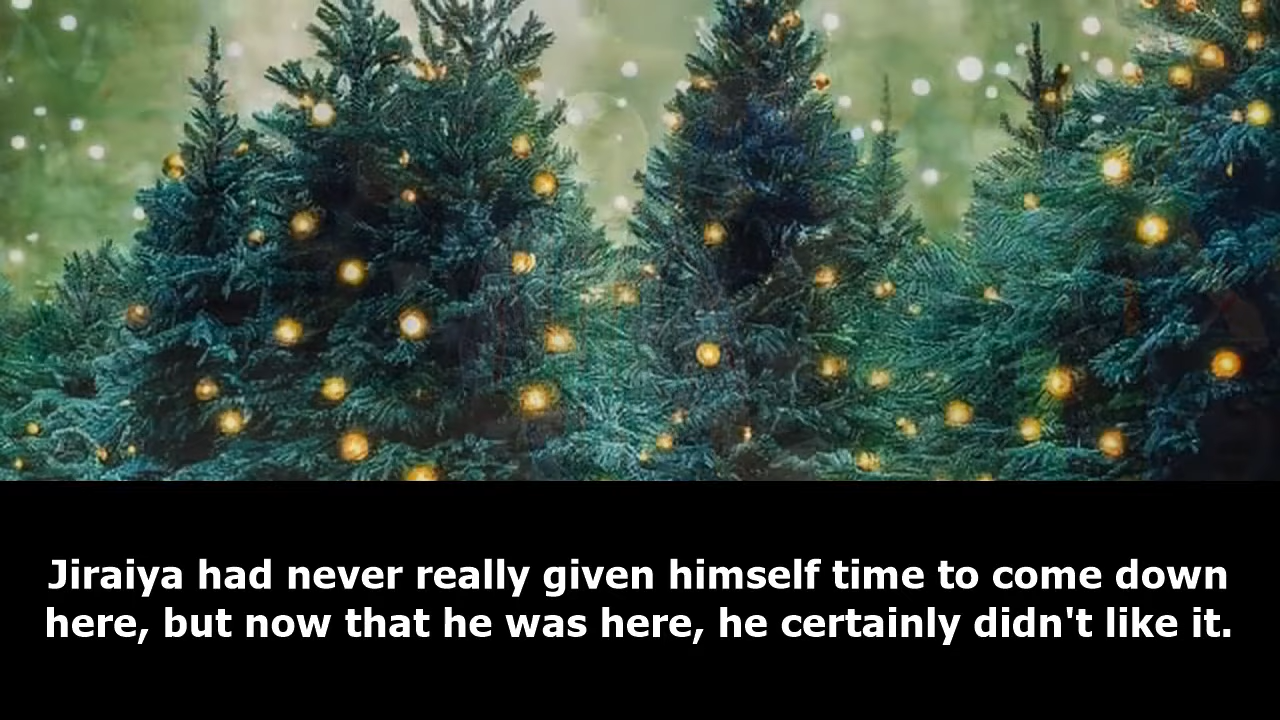 Jiraiya had never really given himself time to come down
here, but now that he was here, he certainly didn't like it.